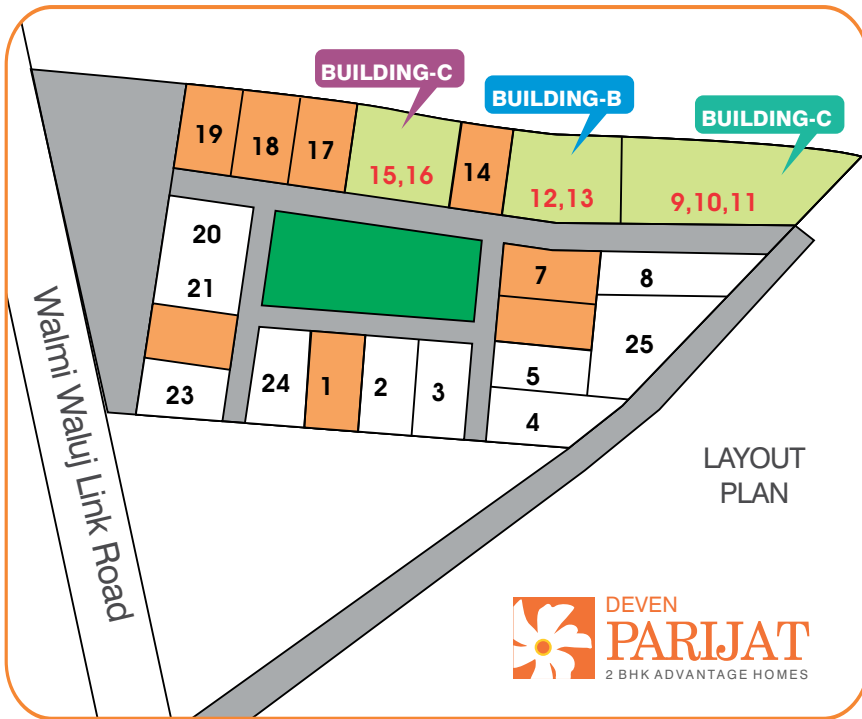 BUILDING-C
BUILDING-B
BUILDING-C
19
18
17
15,16
14
12,13
9,10,11
20
21
23
24
1
2
3
7
8
25
5
4
Walmi Waluj Link Road
LAYOUT
PLAN
DEVEN
PARIJAT
2 BHK ADVANTAGE HOMES